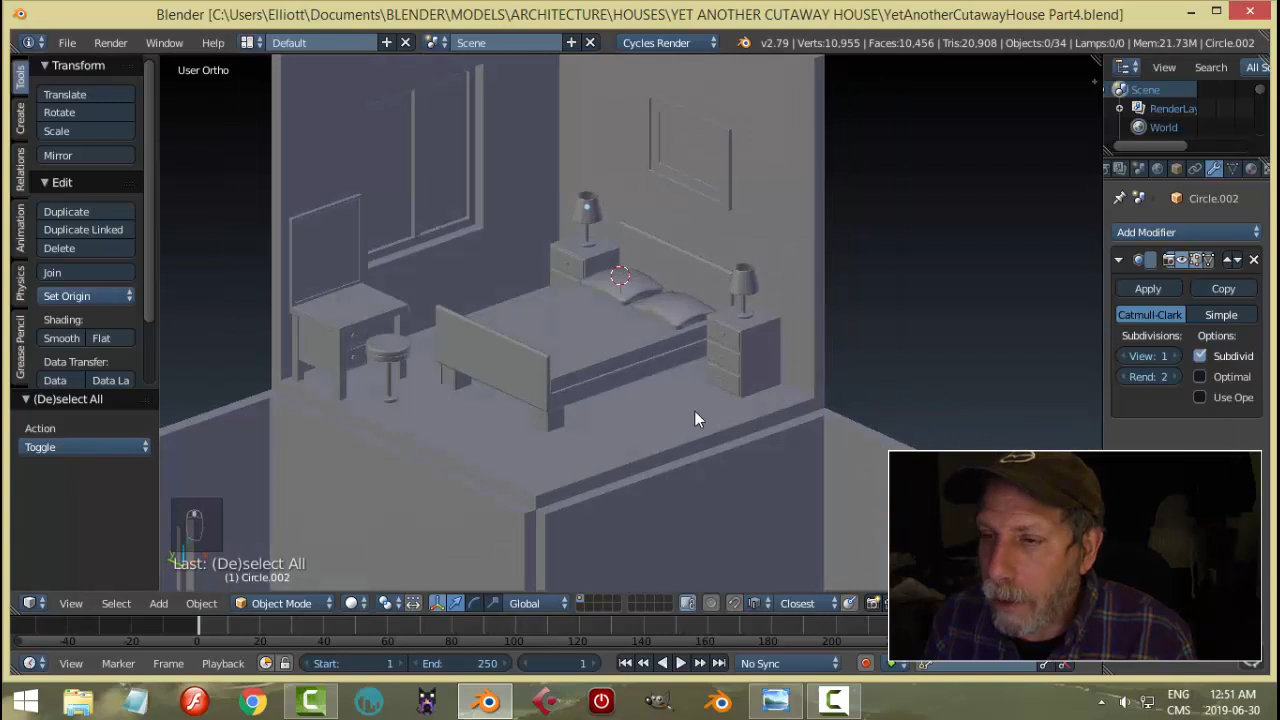 Blender [C:\Users\Elliott\Documents\BLENDER\MODELS\ARCHITECTURE\HOUSES\YET ANOTHER CUTAWAY HOUSE\YetAnotherCutawayHouse Part4.blend]
File Render Window Help Default Scene Cycles Render v2.79 | Verts:10,955 | Faces:10,456 | Tris:20,908 | Objects:0/34 | Lamps:0/0 | Mem:21.73M | Circle.002
View Search All Sc
Scene
RenderLay
World
Tools
Create
Relations
Animation
Physics
Grease Pencil
Transform
Translate
Rotate
Scale
Mirror
Edit
Duplicate
Duplicate Linked
Delete
Join
Set Origin
Shading:
Smooth Flat
Data Transfer:
Data Data La
(De)select All
Action
Toggle
User Ortho
Last: (De)select All
(1) Circle.002
Circle.002
Add Modifier
Apply Copy
Catmull-Clark Simple
Subdivisions: Options:
View: 1 Subdivid
Rend: 2 Optimal
Use Ope
View Select Add Object Object Mode Global Closest
-40 -20 0 20 40 60 80 100 120 140 160 180 200
View Marker Frame Playback Start: 1 End: 250 1 No Sync
ENG 12:51 AM
CMS 2019-06-30